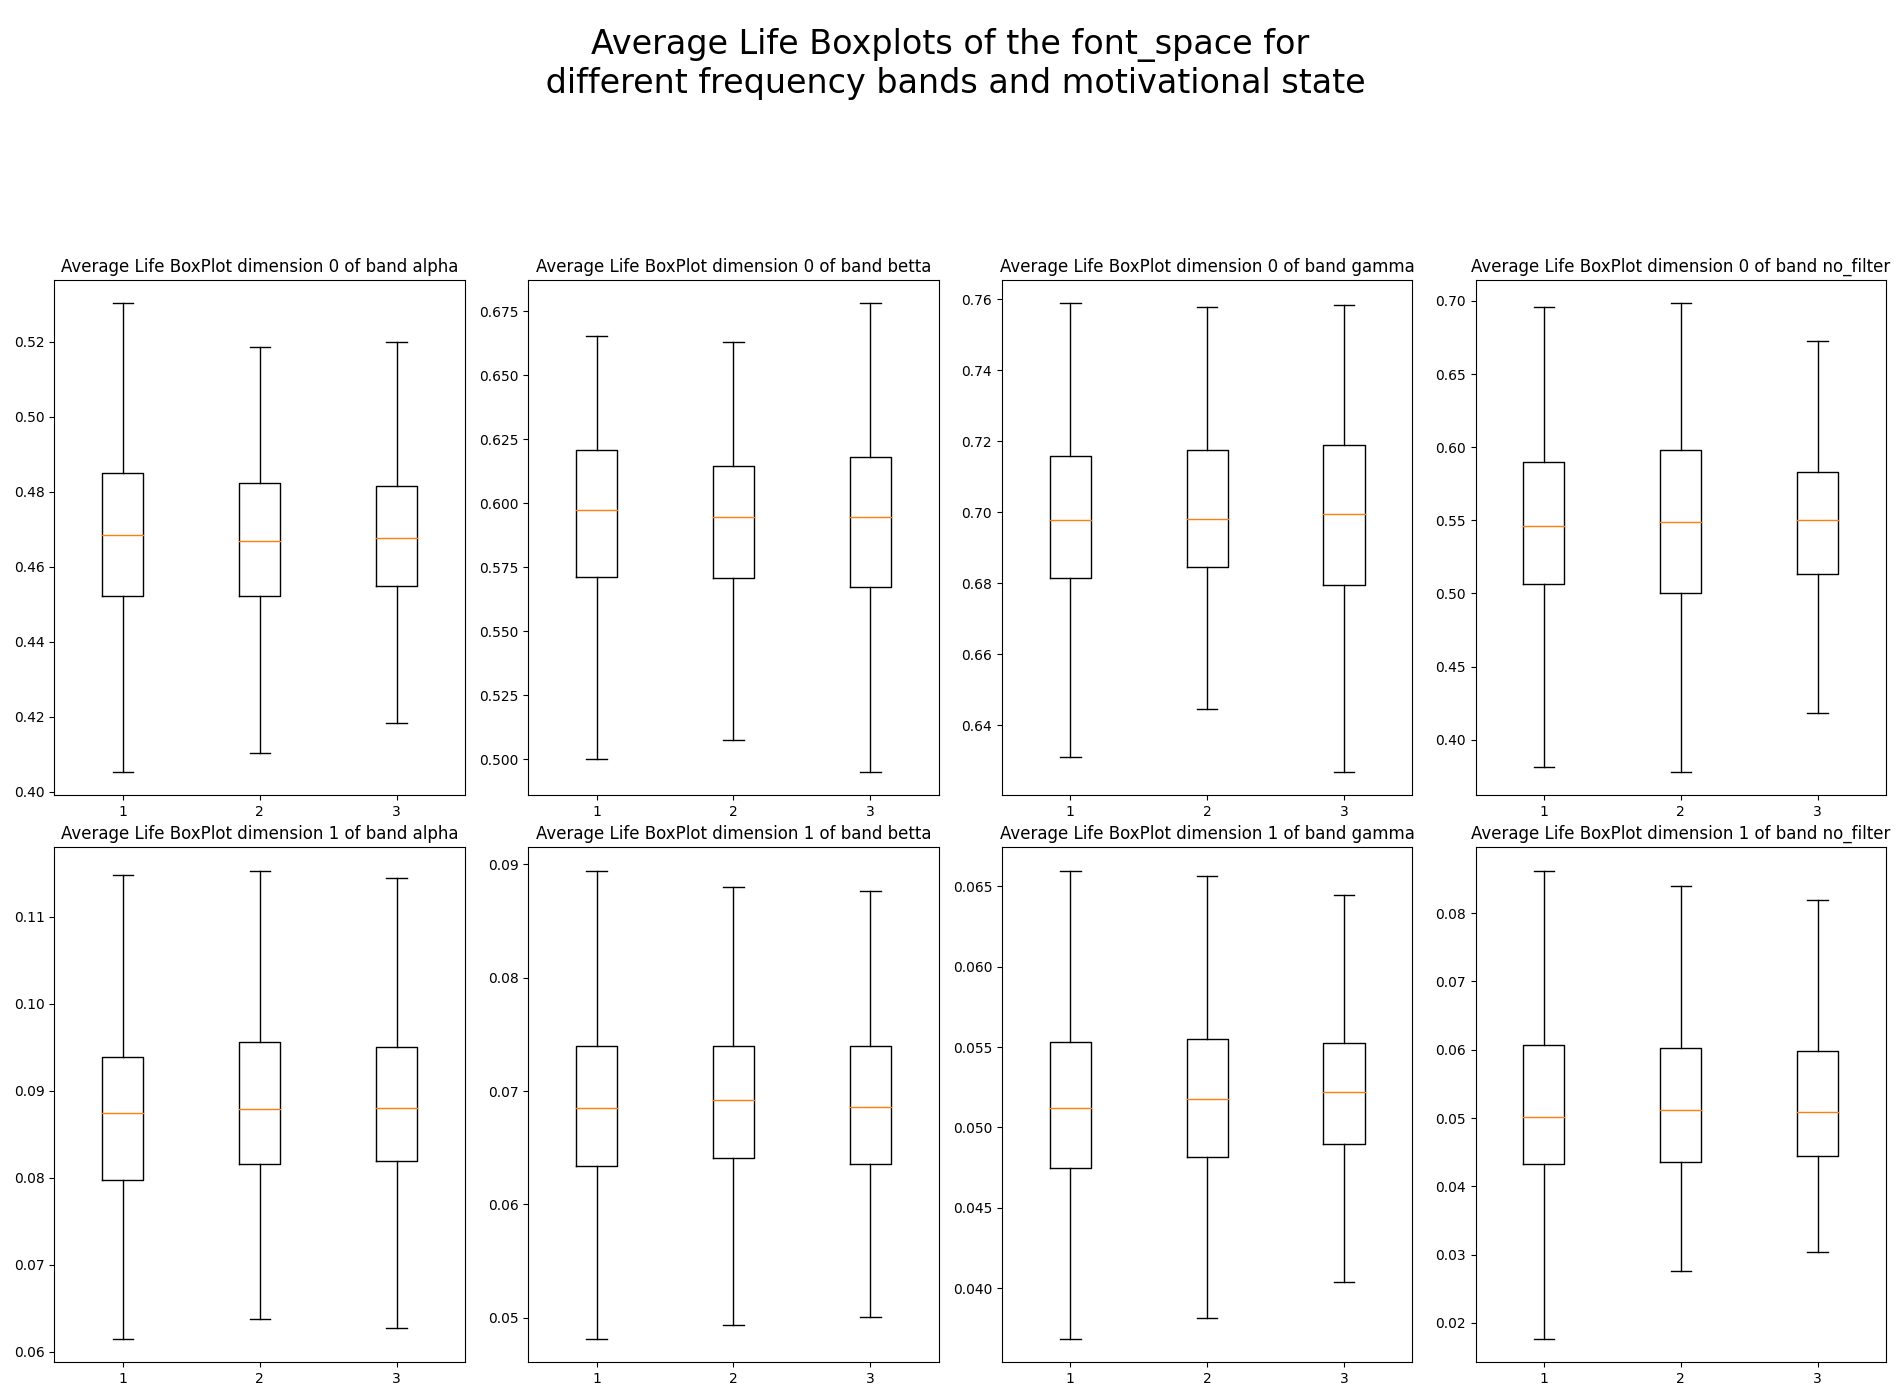 Average Life Boxplots of the font_space for
different frequency bands and motivational state
Average Life BoxPlot dimension 0 of band alpha
0.52
0.50
0.48
0.46
0.44
0.42
0.40
1 2 3
Average Life BoxPlot dimension 0 of band betta
0.675
0.650
0.625
0.600
0.575
0.550
0.525
0.500
1 2 3
Average Life BoxPlot dimension 0 of band gamma
0.76
0.74
0.72
0.70
0.68
0.66
0.64
1 2 3
Average Life BoxPlot dimension 0 of band no_filter
0.70
0.65
0.60
0.55
0.50
0.45
0.40
1 2 3
Average Life BoxPlot dimension 1 of band alpha
0.11
0.10
0.09
0.08
0.07
0.06
1 2 3
Average Life BoxPlot dimension 1 of band betta
0.09
0.08
0.07
0.06
0.05
1 2 3
Average Life BoxPlot dimension 1 of band gamma
0.065
0.060
0.055
0.050
0.045
0.040
1 2 3
Average Life BoxPlot dimension 1 of band no_filter
0.08
0.07
0.06
0.05
0.04
0.03
0.02
1 2 3